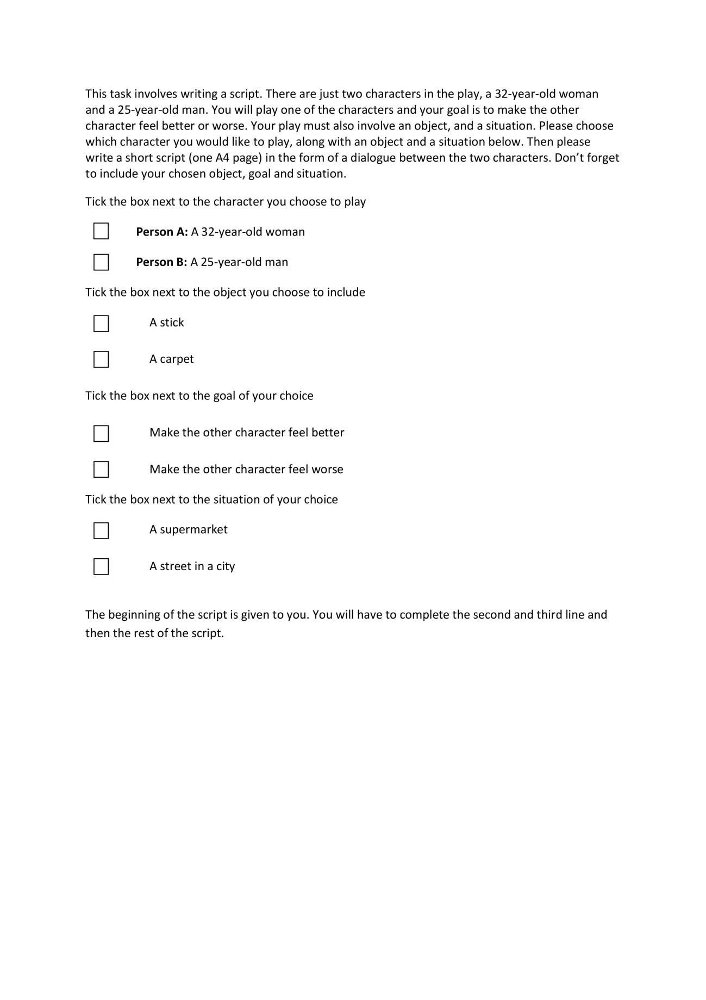 This task involves writing a script. There are just two characters in the play, a 32-year-old woman
and a 25-year-old man. You will play one of the characters and your goal is to make the other
character feel better or worse. Your play must also involve an object, and a situation. Please choose
which character you would like to play, along with an object and a situation below. Then please
write a short script (one A4 page) in the form of a dialogue between the two characters. Don’t forget
to include your chosen object, goal and situation.
Tick the box next to the character you choose to play
Person A: A 32-year-old woman
Person B: A 25-year-old man
Tick the box next to the object you choose to include
A stick
A carpet
Tick the box next to the goal of your choice
Make the other character feel better
Make the other character feel worse
Tick the box next to the situation of your choice
A supermarket
A street in a city
The beginning of the script is given to you. You will have to complete the second and third line and
then the rest of the script.